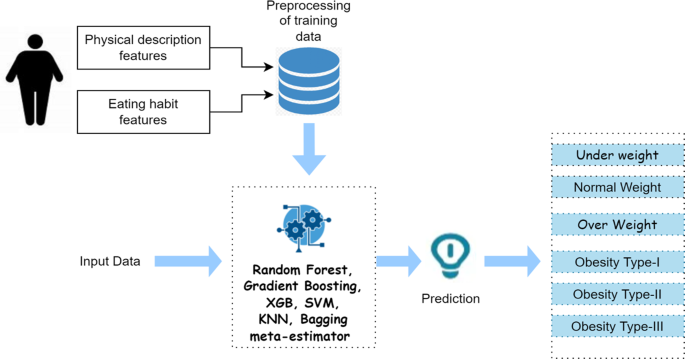 Preprocessing
of training
data
Physical description
features
Eating habit
features
Input Data
Random Forest,
Gradient Boosting,
XGB, SVM,
KNN, Bagging
meta-estimator
Prediction
Under weight
Normal Weight
Over Weight
Obesity Type-I
Obesity Type-II
Obesity Type-III